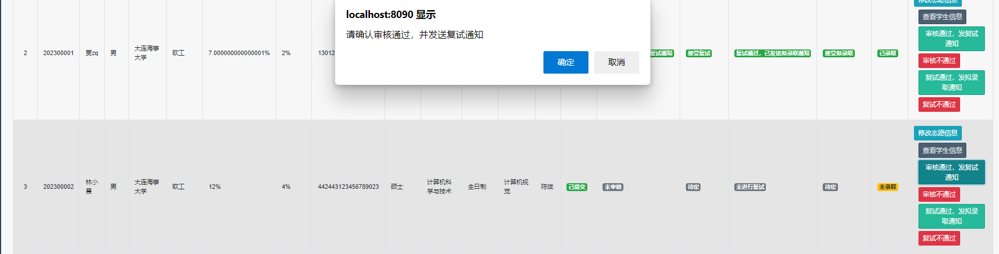 修改志愿信息
localhost:8090 显示
请确认审核通过，并发送复试通知
确定
取消
2
202300001
贾zq
男
大连海事
大学
软工
7.000000000000001%
2%
13012
复试通知
接受复试
复试通过，已发送拟录取通知
接受拟录取
已录取
查看学生信息
审核通过，发复试
通知
审核不通过
复试通过，发拟录
取通知
复试不通过
3
202300002
林小
晨
男
大连海事
大学
软工
12%
4%
442443123456789023
硕士
计算机科
学与技术
全日制
计算机视
觉
陈斌
已提交
未审核
待定
未进行复试
待定
未录取
修改志愿信息
查看学生信息
审核通过，发复试
通知
审核不通过
复试通过，发拟录
取通知
复试不通过